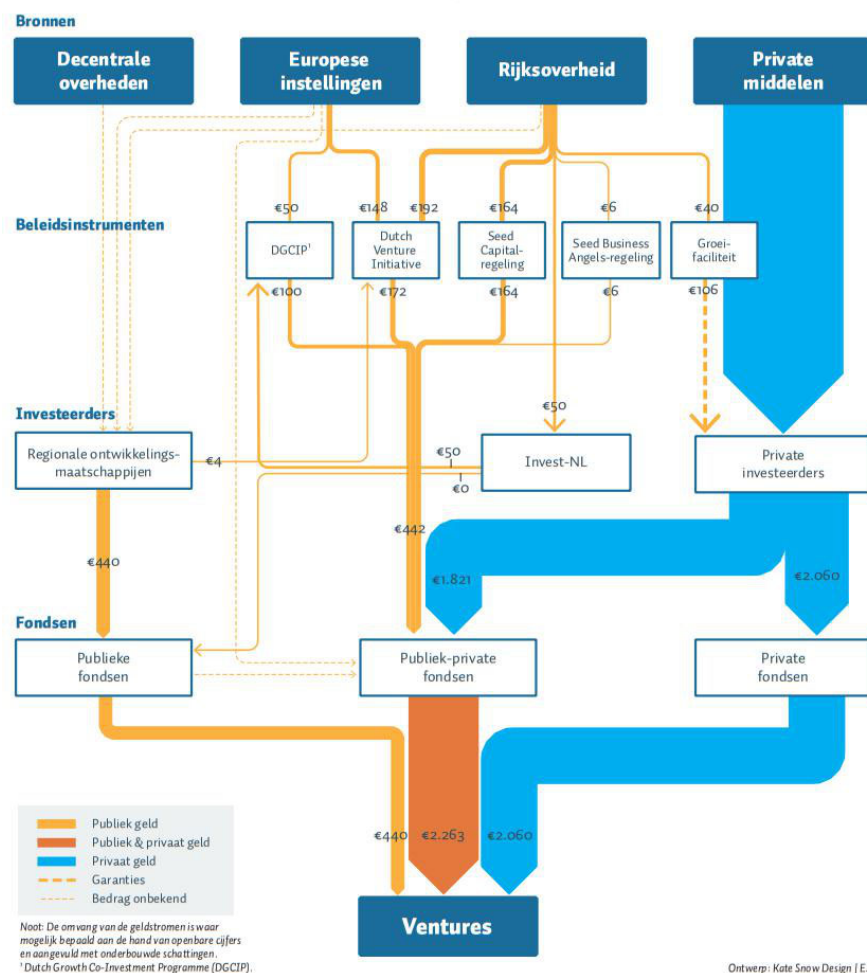 Bronnen
Decentrale
overheden
Europese
instellingen
Rijksoverheid
Private
middelen
€50
€148
€192
€164
€6
€40
Beleidsinstrumenten
DGCIP¹
Dutch
Venture
Initiative
Seed
Capital-
regeling
Seed Business
Angels-regeling
Groei-
faciliteit
€100
€172
€164
€6
€106
Investeerders
€50
Regionale ontwikkelings-
maatschappijen
€4
€50
€0
Invest-NL
Private
investeerders
€440
€442
€1.821
€2.060
Fondsen
Publieke
fondsen
Publiek-private
fondsen
Private
fondsen
Publiek geld
Publiek & privaat geld
Privaat geld
Garanties
Bedrag onbekend
€440
€2.263
€2.060
Ventures
Noot: De omvang van de geldstromen is waar
mogelijk bepaald aan de hand van openbare cijfers
en aangevuld met onderbouwde schattingen.
¹ Dutch Growth Co-Investment Programme (DGCIP).
Ontwerp: Kate Snow Design | E